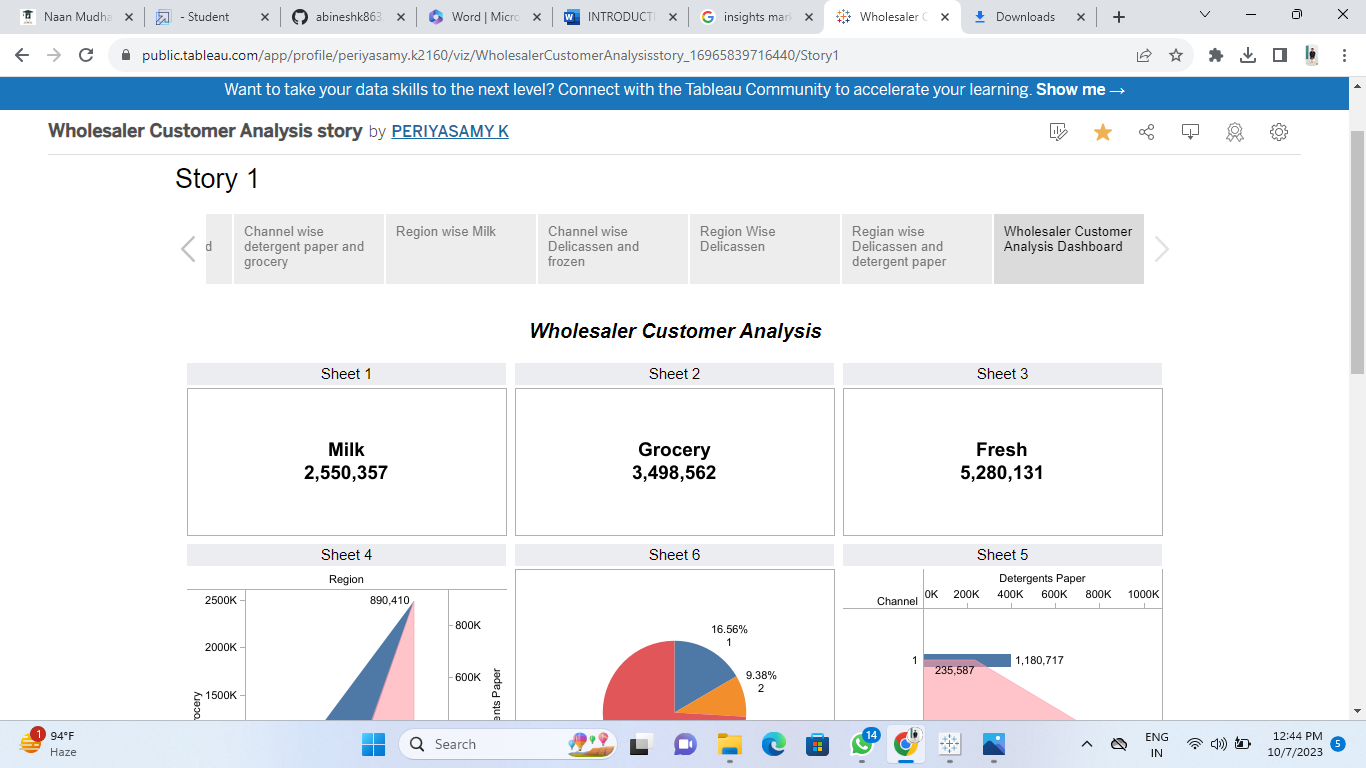 Naan Mudha
- Student
abineshk863
Word | Micro
INTRODUCT
insights mar
Wholesaler C
Downloads
public.tableau.com/app/profile/periyasamy.k2160/viz/WholesalerCustomerAnalysisstory_16965839716440/Story1
Want to take your data skills to the next level? Connect with the Tableau Community to accelerate your learning. Show me →
Wholesaler Customer Analysis story by PERIYASAMY K
Story 1
d
Channel wise
detergent paper and
grocery
Region wise Milk
Channel wise
Delicassen and
frozen
Region Wise
Delicassen
Regian wise
Delicassen and
detergent paper
Wholesaler Customer
Analysis Dashboard
Wholesaler Customer Analysis
Sheet 1
Sheet 2
Sheet 3
Milk
2,550,357
Grocery
3,498,562
Fresh
5,280,131
Sheet 4
Sheet 6
Sheet 5
Region
2500K
2000K
1500K
ocery
890,410
800K
600K
ents Paper
16.56%
1
9.38%
2
Detergents Paper
Channel
0K 200K 400K 600K 800K 1000K
1
1,180,717
235,587
1
94°F
Haze
Search
14
ENG
IN
12:44 PM
10/7/2023
5